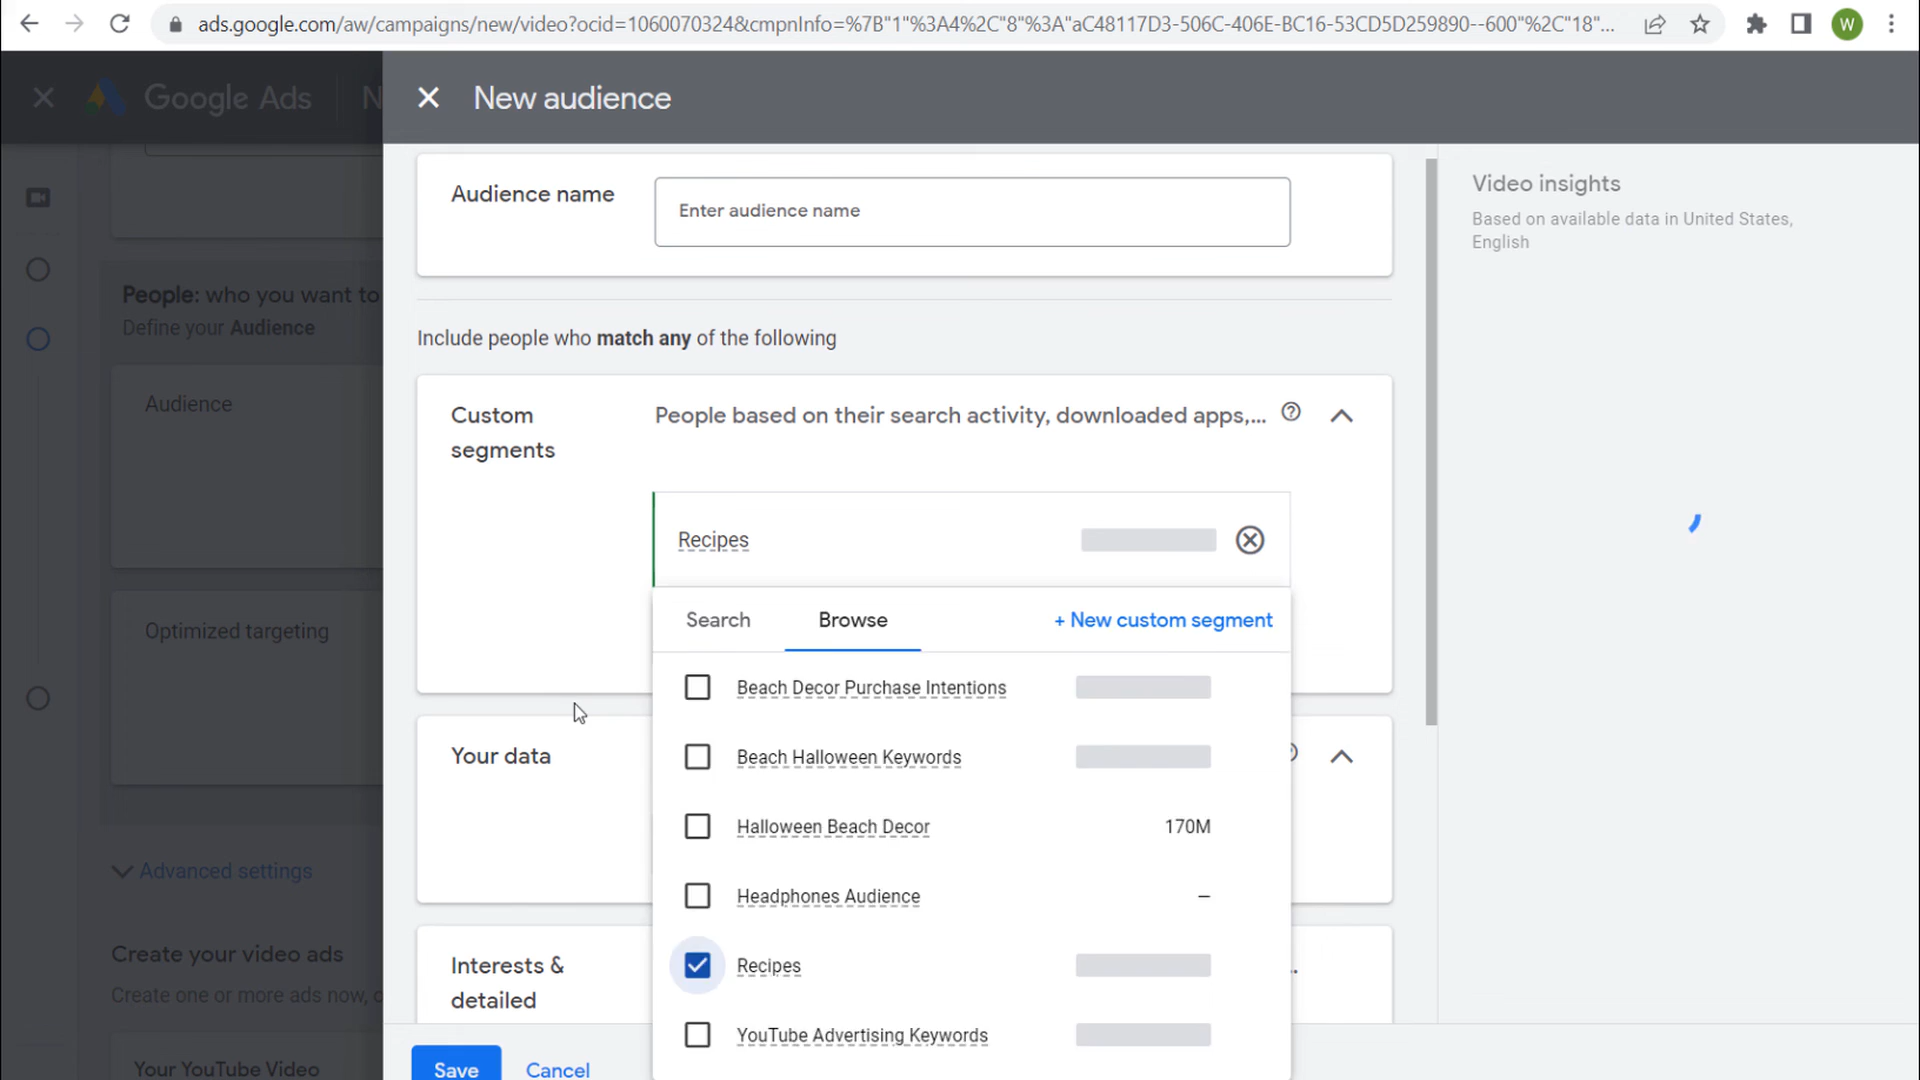 ads.google.com/aw/campaigns/new/video?ocid=1060070324&cmpnInfo=%7B"1"%3A4%2C"8"%3A"aC48117D3-506C-406E-BC16-53CD5D259890--600"%2C"18"...
W
Google Ads
N
New audience
Audience name
Enter audience name
Video insights
Based on available data in United States,
English
People: who you want to
Define your Audience
Include people who match any of the following
Audience
Custom
segments
People based on their search activity, downloaded apps,...
Recipes
Search
Browse
+ New custom segment
Optimized targeting
Beach Decor Purchase Intentions
Beach Halloween Keywords
Your data
Halloween Beach Decor
170M
Advanced settings
Headphones Audience
–
Create your video ads
Create one or more ads now, o
Interests &
detailed
Recipes
...
YouTube Advertising Keywords
Your YouTube Video
Save
Cancel